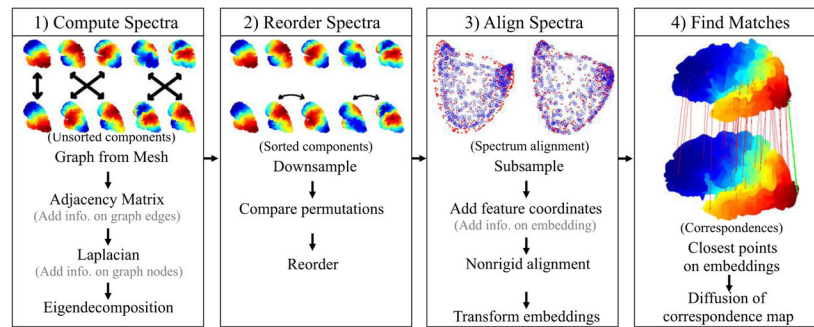 1) Compute Spectra
(Unsorted components)
Graph from Mesh
Adjacency Matrix
(Add info. on graph edges)
Laplacian
(Add info. on graph nodes)
Eigendecomposition
2) Reorder Spectra
(Sorted components)
Downsample
Compare permutations
Reorder
3) Align Spectra
(Spectrum alignment)
Subsample
Add feature coordinates
(Add info. on embedding)
Nonrigid alignment
Transform embeddings
4) Find Matches
(Correspondences)
Closest points
on embeddings
Diffusion of
correspondence map